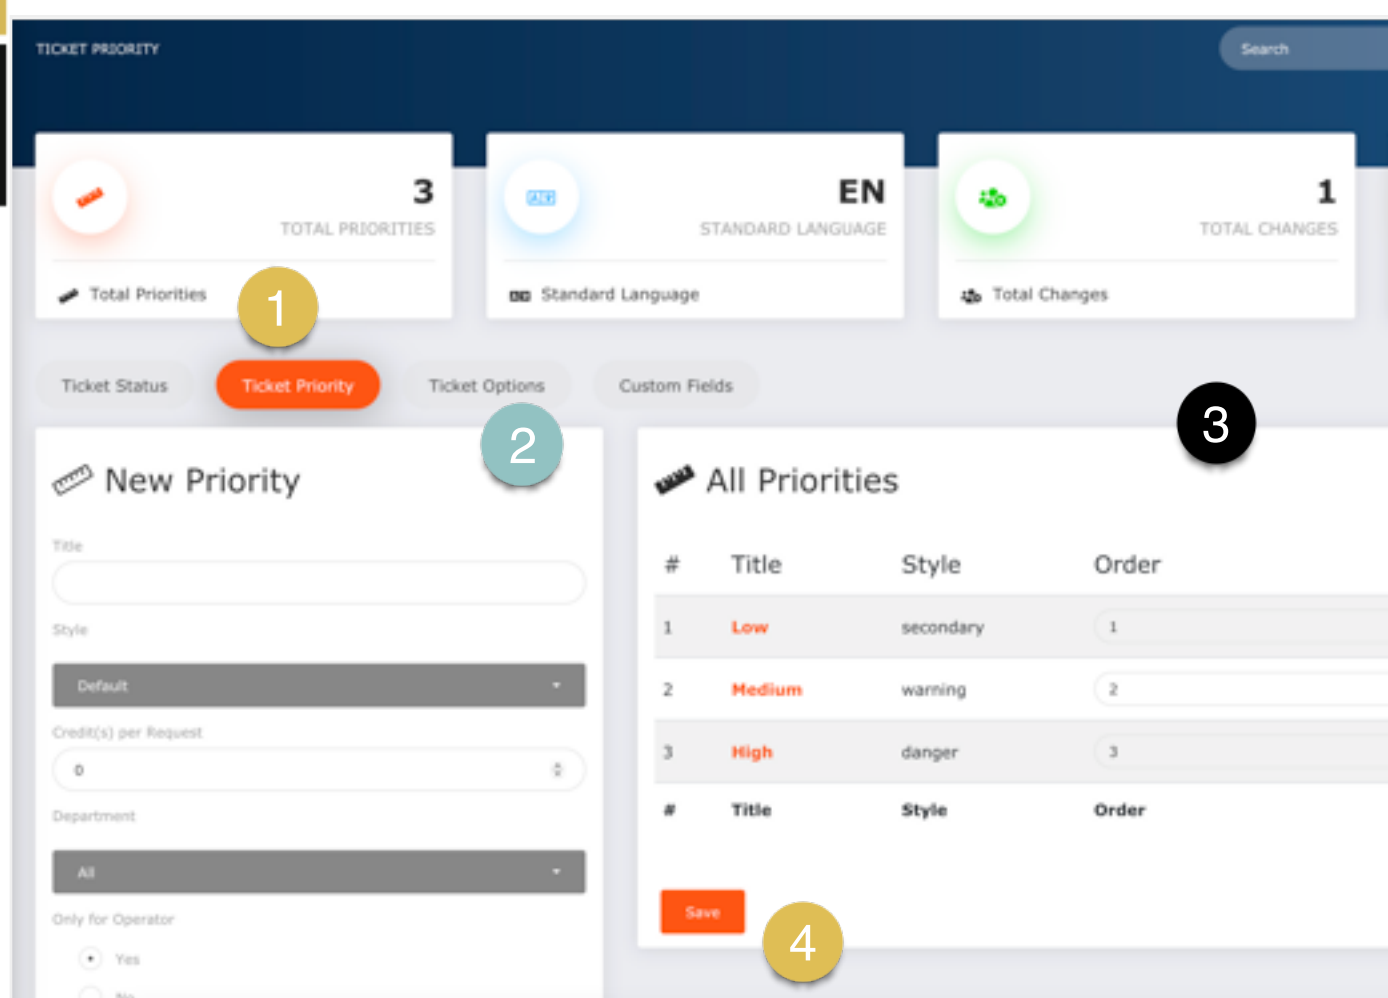 TICKET PRIORITY
Search
3
TOTAL PRIORITIES
Total Priorities
EN
STANDARD LANGUAGE
Standard Language
1
TOTAL CHANGES
Total Changes
1
Ticket Status
Ticket Priority
Ticket Options
Custom Fields
2
3
New Priority
Title
Style
Default
Credit(s) per Request
0
Department
All
Only for Operator
Yes
No
All Priorities
# Title Style Order
1 Low secondary 1
2 Medium warning 2
3 High danger 3
# Title Style Order
Save
4